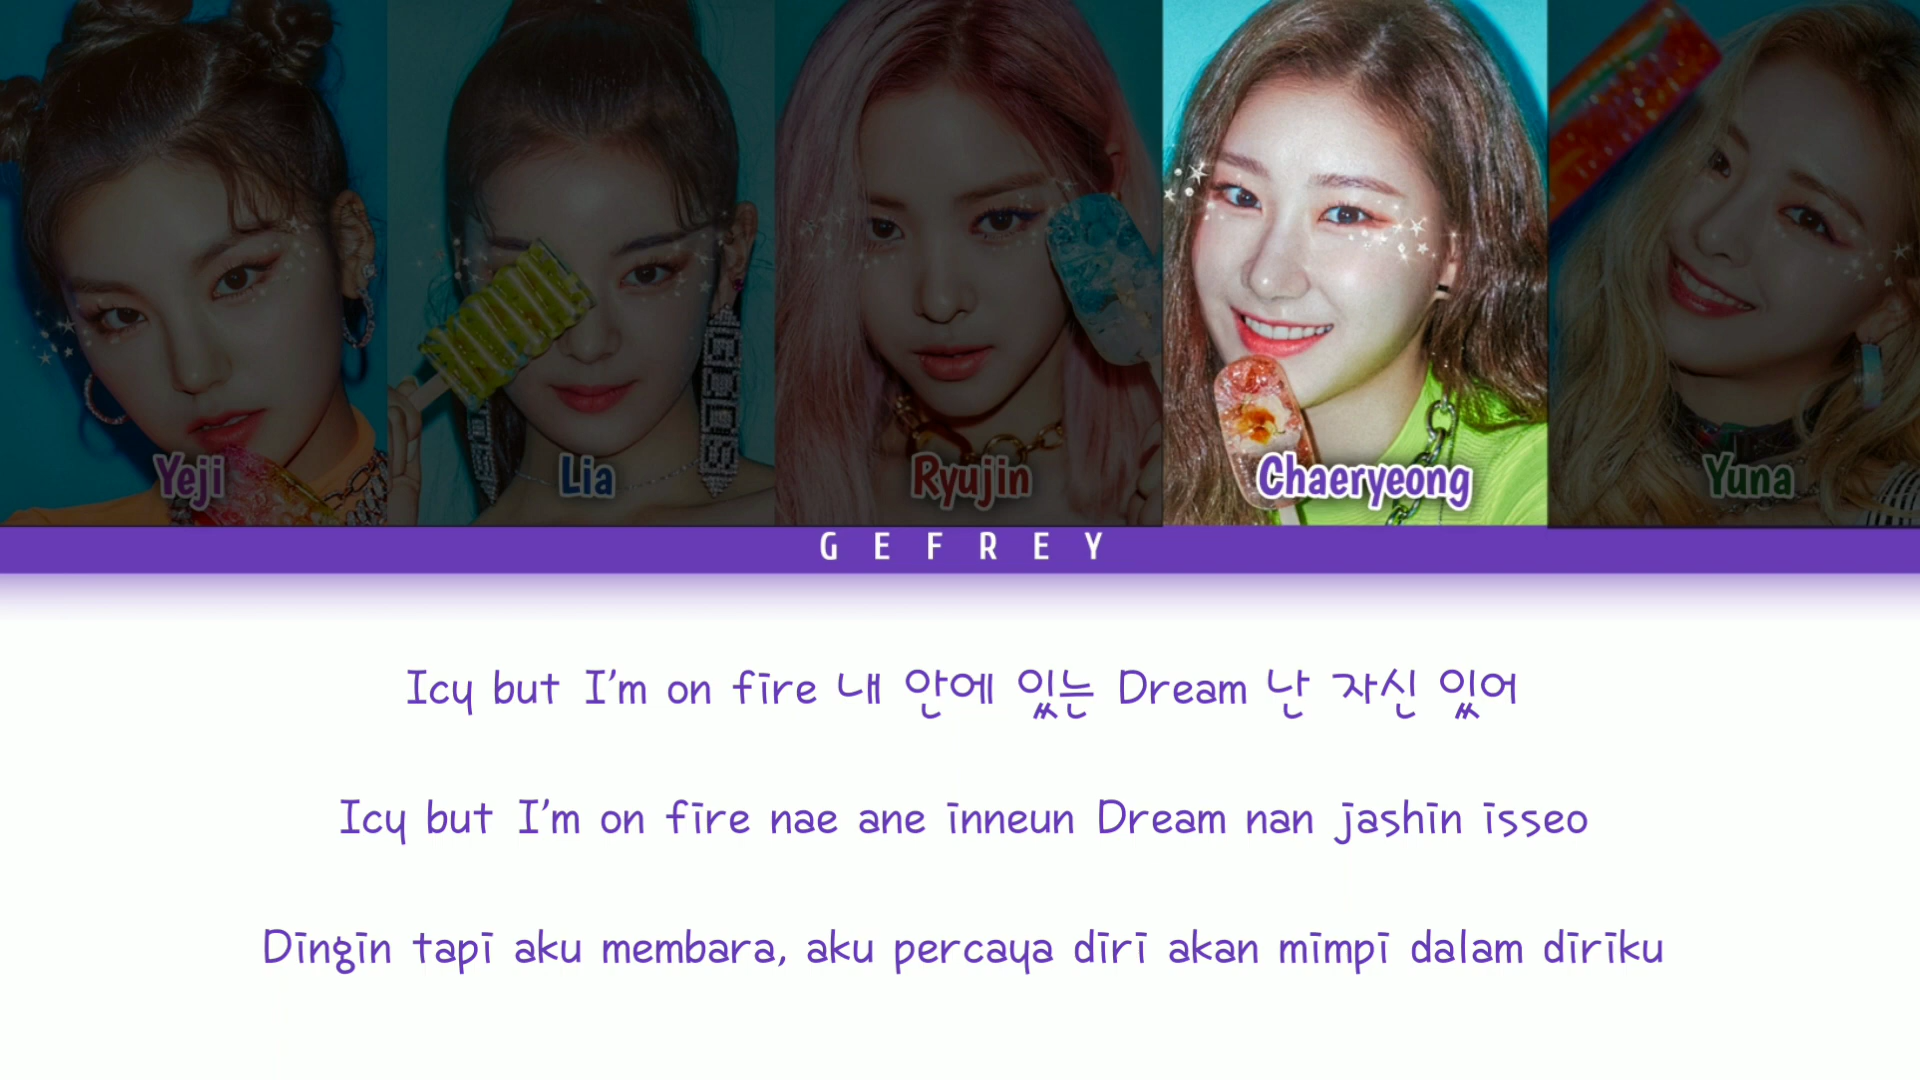 Yeji
Lia
Ryujin
Chaeryeong
Yuna
GEFREY
Icy but I'm on fire 내 안에 있는 Dream 난 자신 있어
Icy but I'm on fire nae ane inneun Dream nan jashin isseo
Dingin tapi aku membara, aku percaya diri akan mimpi dalam diriku